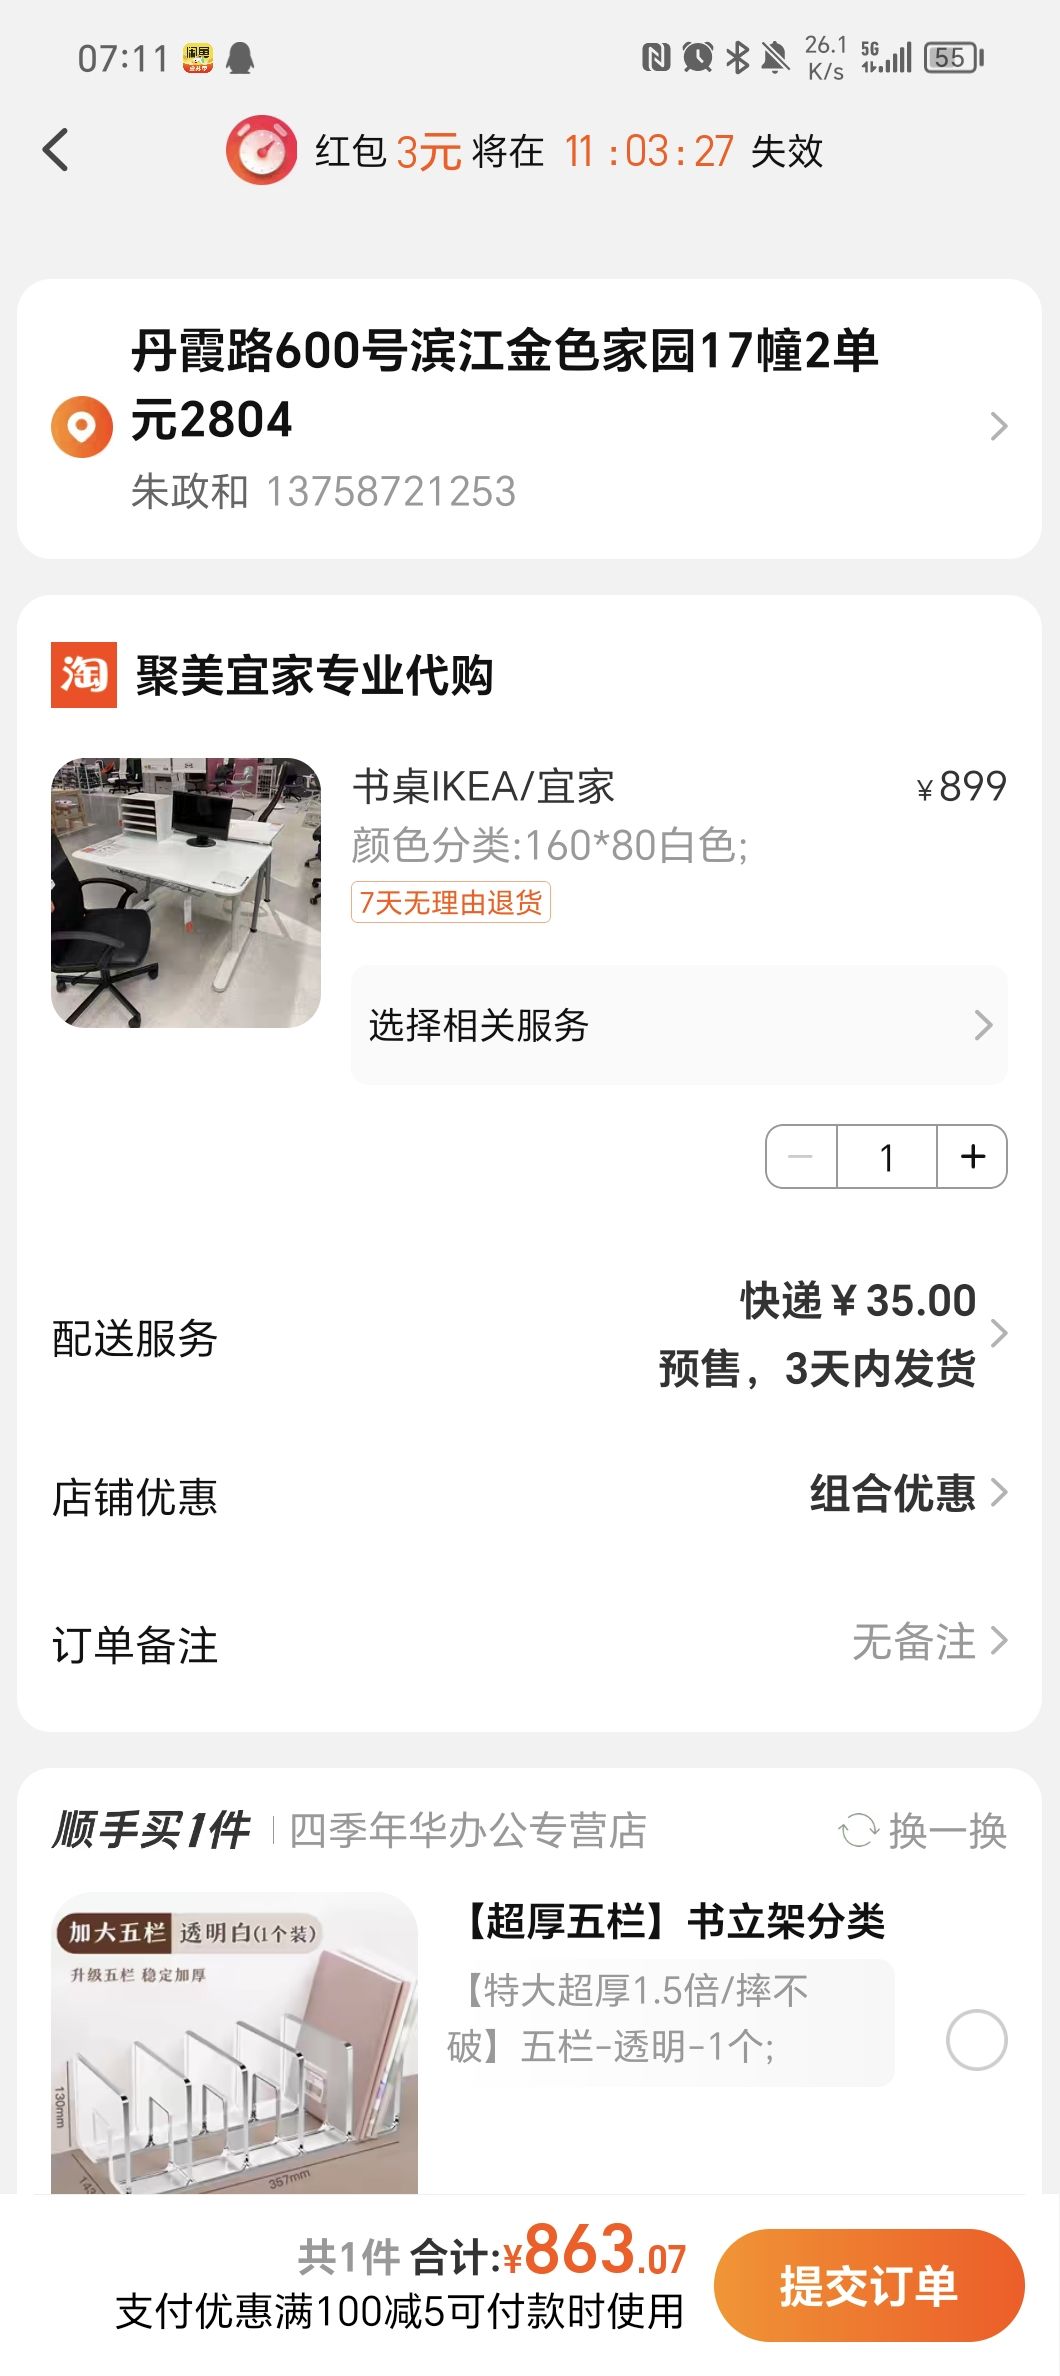 07:11
26.1
K/s
5G
55
红包 3元 将在 11:03:27 失效
丹霞路600号滨江金色家园17幢2单
元2804
朱政和 13758721253
淘 聚美宜家专业代购
书桌IKEA/宜家 ¥899
颜色分类:160*80白色;
7天无理由退货
选择相关服务
1
配送服务
快递¥35.00
预售，3天内发货
店铺优惠 组合优惠
订单备注 无备注
顺手买1件 四季年华办公专营店 换一换
加大五栏 透明白(1个装)
升级五栏 稳定加厚
130mm
357mm
【超厚五栏】书立架分类
【特大超厚1.5倍/摔不
破】五栏-透明-1个;
共1件 合计:¥863.07
支付优惠满100减5可付款时使用
提交订单